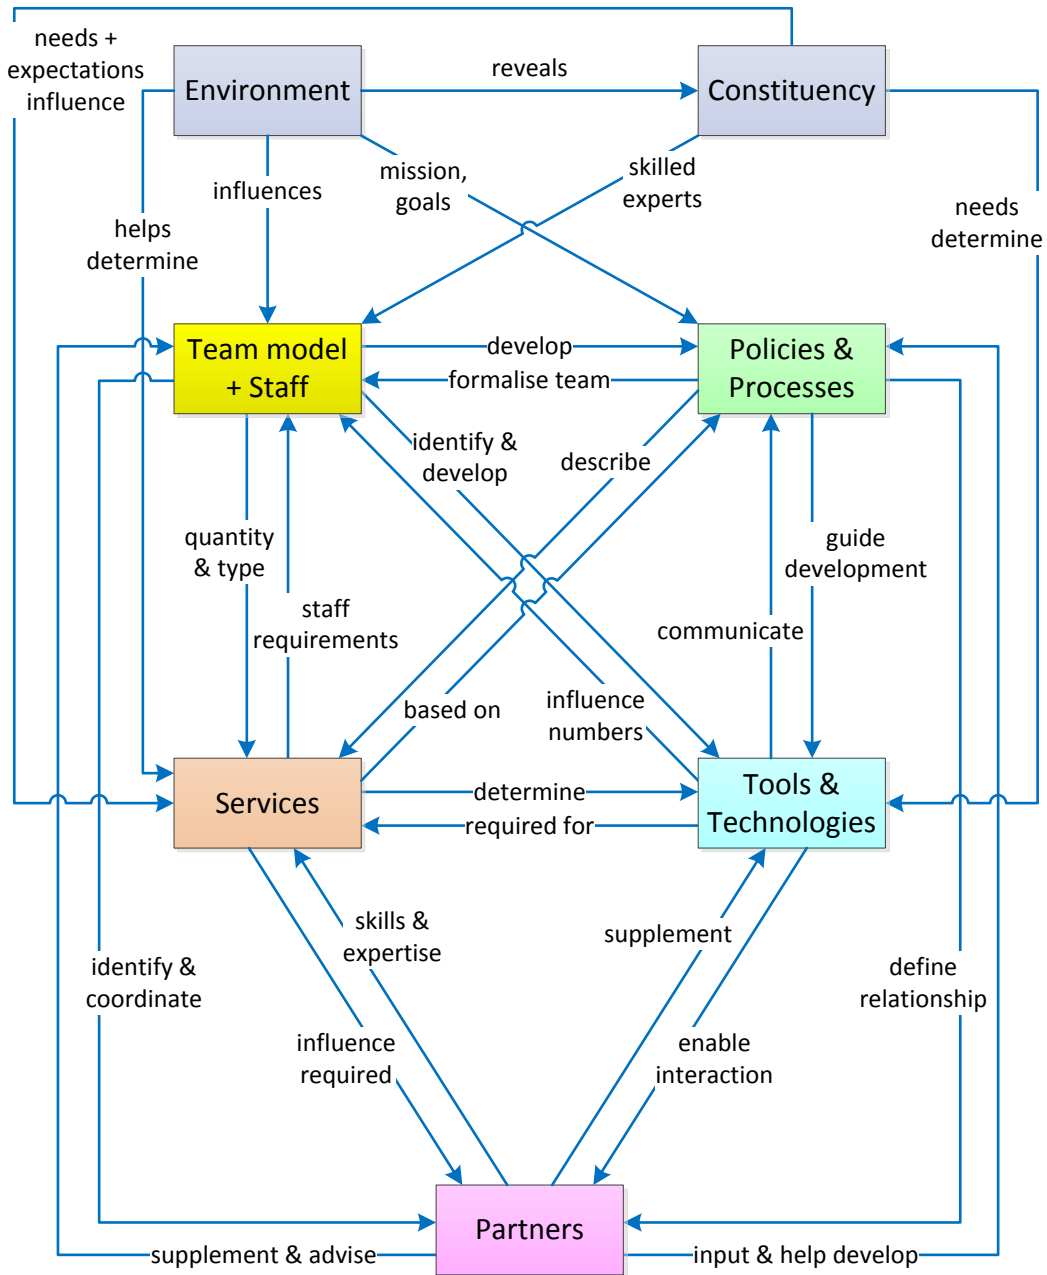 needs +
expectations
influence
Environment
reveals
Constituency
influences
mission,
goals
skilled
experts
helps
determine
needs
determine
Team model
+ Staff
develop
formalise team
Policies &
Processes
identify &
develop
describe
quantity
& type
guide
development
staff
requirements
communicate
based on
influence
numbers
Services
determine
required for
Tools &
Technologies
skills &
expertise
supplement
identify &
coordinate
define
relationship
influence
required
enable
interaction
Partners
supplement & advise
input & help develop